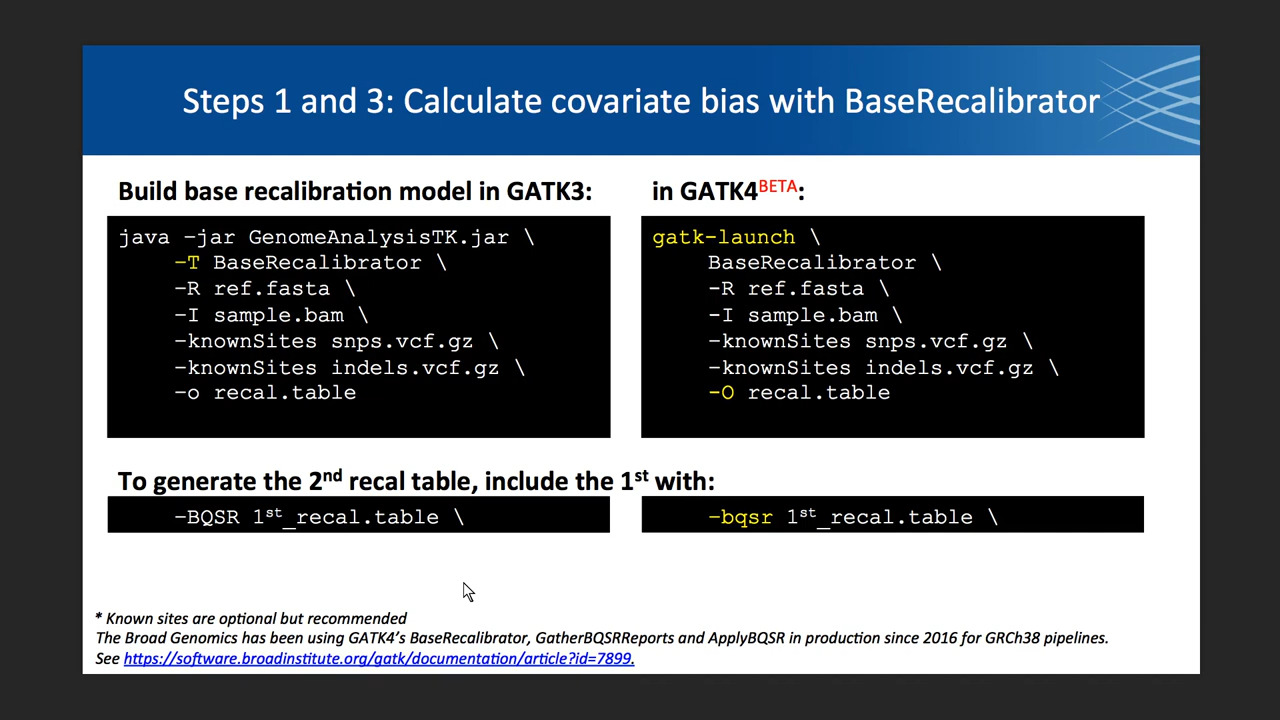 Steps 1 and 3: Calculate covariate bias with BaseRecalibrator
Build base recalibration model in GATK3:
java –jar GenomeAnalysisTK.jar \
–T BaseRecalibrator \
–R ref.fasta \
–I sample.bam \
–knownSites snps.vcf.gz \
–knownSites indels.vcf.gz \
–o recal.table
in GATK4BETA:
gatk-launch \
BaseRecalibrator \
-R ref.fasta \
-I sample.bam \
-knownSites snps.vcf.gz \
-knownSites indels.vcf.gz \
-O recal.table
To generate the 2nd recal table, include the 1st with:
–BQSR 1st_recal.table \
–bqsr 1st_recal.table \
* Known sites are optional but recommended
The Broad Genomics has been using GATK4's BaseRecalibrator, GatherBQSRReports and ApplyBQSR in production since 2016 for GRCh38 pipelines.
See https://software.broadinstitute.org/gatk/documentation/article?id=7899.